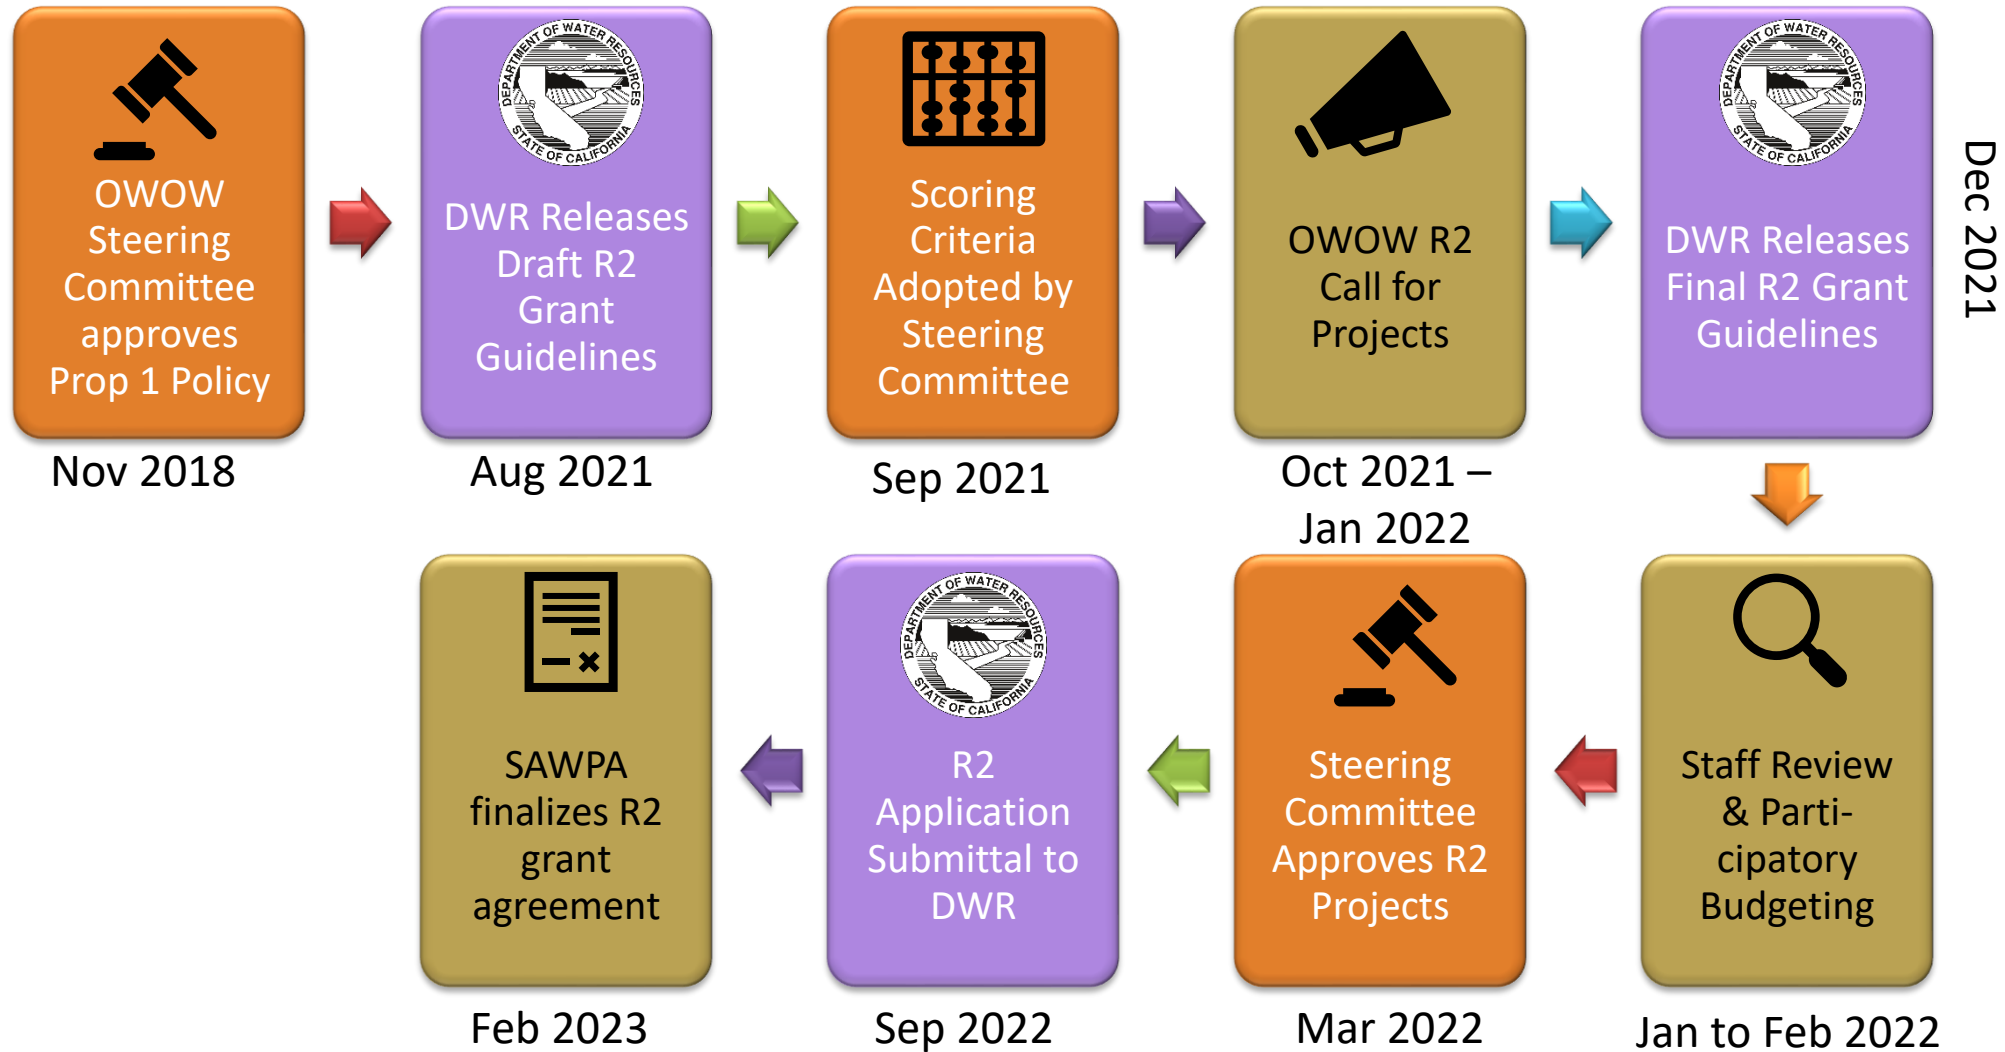 DEPARTMENT OF WATER RESOURCES
STATE OF CALIFORNIA
DEPARTMENT OF WATER RESOURCES
STATE OF CALIFORNIA
OWOW
Steering
Committee
approves
Prop 1 Policy
DWR Releases
Draft R2
Grant
Guidelines
Scoring
Criteria
Adopted by
Steering
Committee
OWOW R2
Call for
Projects
DWR Releases
Final R2 Grant
Guidelines
Dec 2021
Nov 2018
Aug 2021
Sep 2021
Oct 2021 –
Jan 2022
Staff Review
& Parti-
cipatory
Budgeting
Jan to Feb 2022
Steering
Committee
Approves R2
Projects
Mar 2022
DEPARTMENT OF WATER RESOURCES
STATE OF CALIFORNIA
R2
Application
Submittal to
DWR
Sep 2022
SAWPA
finalizes R2
grant
agreement
Feb 2023